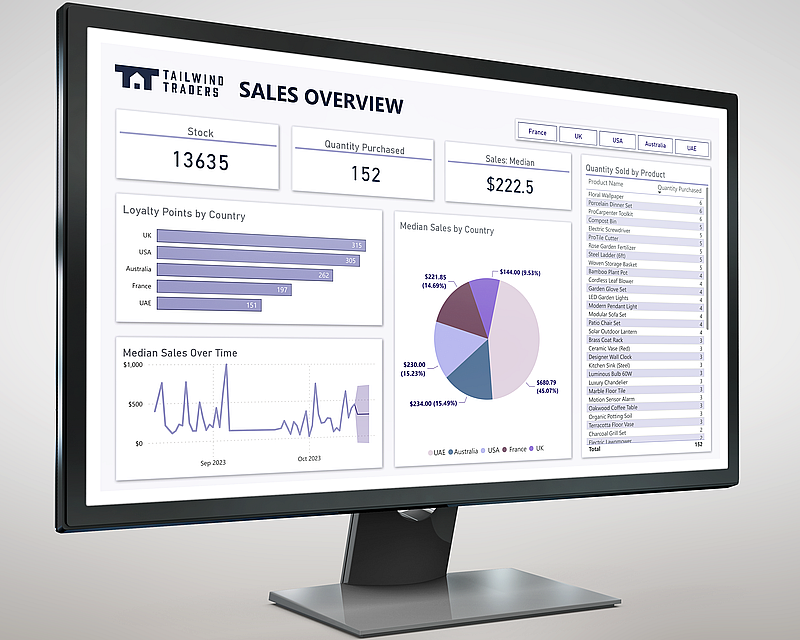 TAILWIND
TRADERS
SALES OVERVIEW
France
UK
USA
Australia
UAE
Stock
13635
Quantity Purchased
152
Sales: Median
$222.5
Loyalty Points by Country
UK 315
USA 305
Australia 262
France 197
UAE 151
Median Sales Over Time
$1,000
$500
$0
Sep 2023
Oct 2023
Median Sales by Country
$144.00 (9.53%)
$221.85
(14.69%)
$230.00
(15.23%)
$234.00 (15.49%)
$680.79
(45.07%)
UAE Australia USA France UK
Quantity Sold by Product
Product Name Quantity Purchased
Floral Wallpaper 6
Porcelain Dinner Set 6
ProCarpenter Toolkit 6
Compost Bin 5
Electric Screwdriver 5
ProTile Cutter 5
Rose Garden Fertilizer 5
Steel Ladder (6ft) 5
Woven Storage Basket 5
Bamboo Plant Pot 4
Cordless Leaf Blower 4
Garden Glove Set 4
LED Garden Lights 4
Modern Pendant Light 4
Modular Sofa Set 4
Patio Chair Set 4
Solar Outdoor Lantern 4
Brass Coat Rack 3
Ceramic Vase (Red) 3
Designer Wall Clock 3
Kitchen Sink (Steel) 3
Luminous Bulb 60W 3
Luxury Chandelier 3
Marble Floor Tile 3
Motion Sensor Alarm 3
Oakwood Coffee Table 3
Organic Potting Soil 3
Terracotta Floor Vase 3
Charcoal Grill Set 2
Electric Lawnmower 2
Total 152